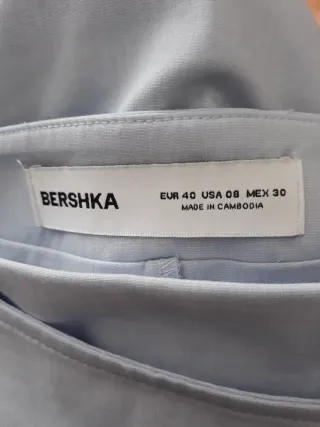 BERSHKA
EUR 40 USA 08 MEX 30
MADE IN CAMBODIA